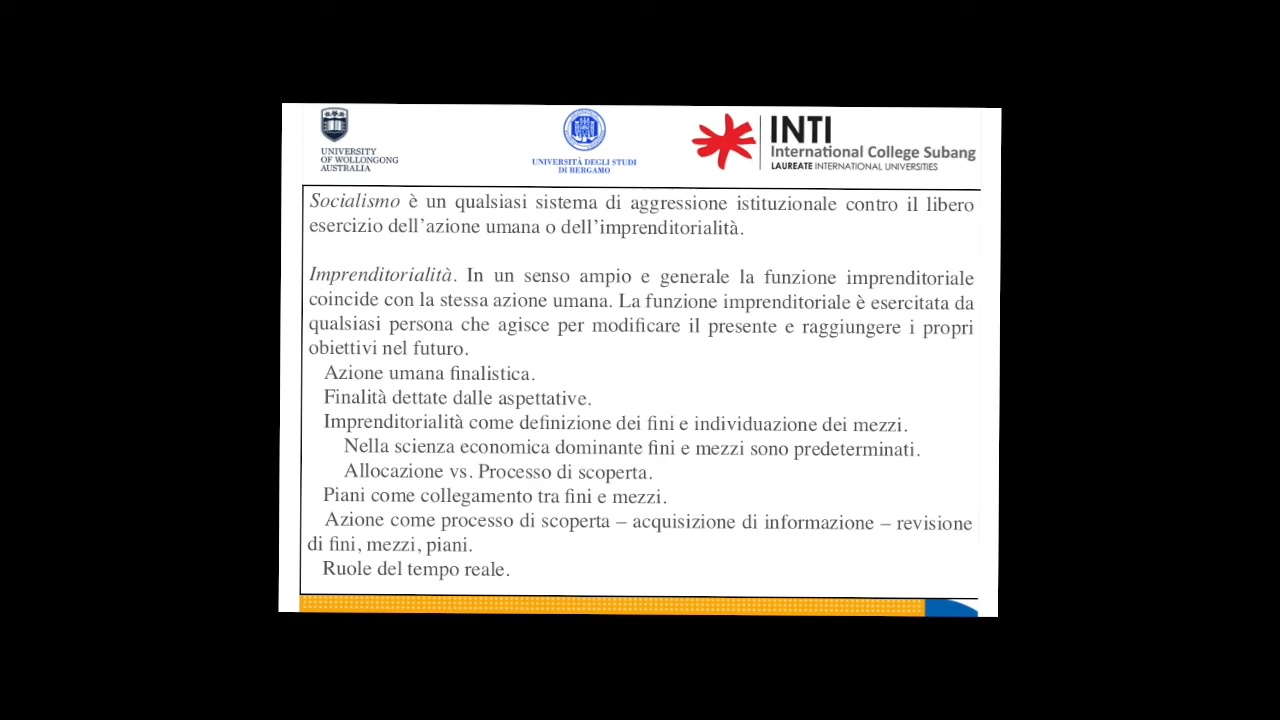 UNIVERSITY
OF WOLLONGONG
AUSTRALIA
UNIVERSITÀ DEGLI STUDI
DI BERGAMO
INTI
International College Subang
LAUREATE INTERNATIONAL UNIVERSITIES
Socialismo è un qualsiasi sistema di aggressione istituzionale contro il libero
esercizio dell'azione umana o dell'imprenditorialità.
Imprenditorialità. In un senso ampio e generale la funzione imprenditoriale
coincide con la stessa azione umana. La funzione imprenditoriale è esercitata da
qualsiasi persona che agisce per modificare il presente e raggiungere i propri
obiettivi nel futuro.
Azione umana finalistica.
Finalità dettate dalle aspettative.
Imprenditorialità come definizione dei fini e individuazione dei mezzi.
Nella scienza economica dominante fini e mezzi sono predeterminati.
Allocazione vs. Processo di scoperta.
Piani come collegamento tra fini e mezzi.
Azione come processo di scoperta – acquisizione di informazione – revisione
di fini, mezzi, piani.
Ruole del tempo reale.